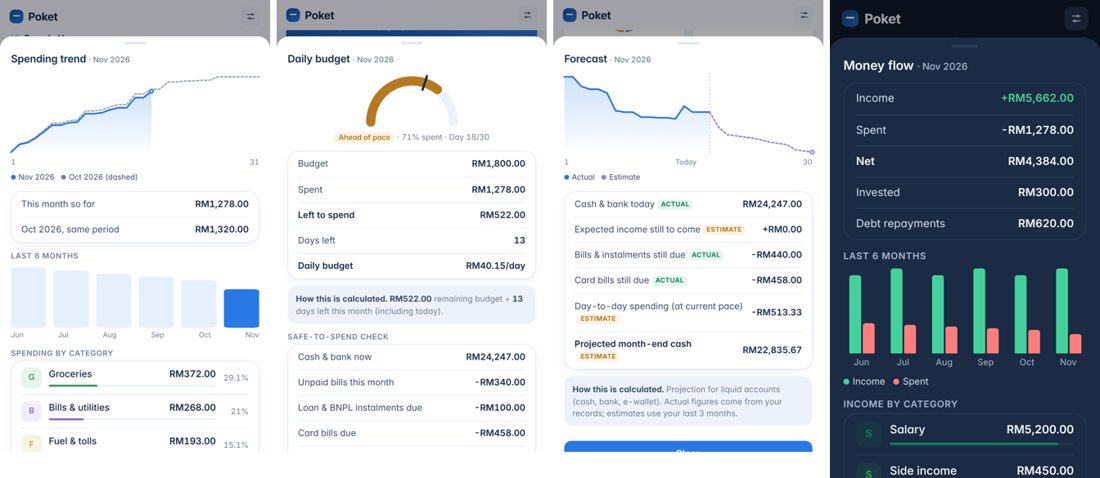 Poket
Spending trend · Nov 2026
1 31
Nov 2026 Oct 2026 (dashed)
This month so far RM1,278.00
Oct 2026, same period RM1,320.00
LAST 6 MONTHS
Jun Jul Aug Sep Oct Nov
SPENDING BY CATEGORY
G Groceries RM372.00 29.1%
B Bills & utilities RM268.00 21%
F Fuel & tolls RM193.00 15.1%
Poket
Daily budget · Nov 2026
Ahead of pace · 71% spent · Day 18/30
Budget RM1,800.00
Spent RM1,278.00
Left to spend RM522.00
Days left 13
Daily budget RM40.15/day
How this is calculated. RM522.00 remaining budget ÷ 13
days left this month (including today).
SAFE-TO-SPEND CHECK
Cash & bank now RM24,247.00
Unpaid bills this month -RM340.00
Loan & BNPL instalments due -RM100.00
Card bills due -RM458.00
Poket
Forecast · Nov 2026
1 Today 30
Actual Estimate
Cash & bank today ACTUAL RM24,247.00
Expected income still to come ESTIMATE +RM0.00
Bills & instalments still due ACTUAL -RM440.00
Card bills still due ACTUAL -RM458.00
Day-to-day spending (at current pace)
ESTIMATE -RM513.33
Projected month-end cash
ESTIMATE RM22,835.67
How this is calculated. Projection for liquid accounts
(cash, bank, e-wallet). Actual figures come from your
records; estimates use your last 3 months.
Poket
Money flow · Nov 2026
Income +RM5,662.00
Spent -RM1,278.00
Net RM4,384.00
Invested RM300.00
Debt repayments RM620.00
LAST 6 MONTHS
Jun Jul Aug Sep Oct Nov
Income Spent
INCOME BY CATEGORY
S Salary RM5,200.00
S Side income RM450.00